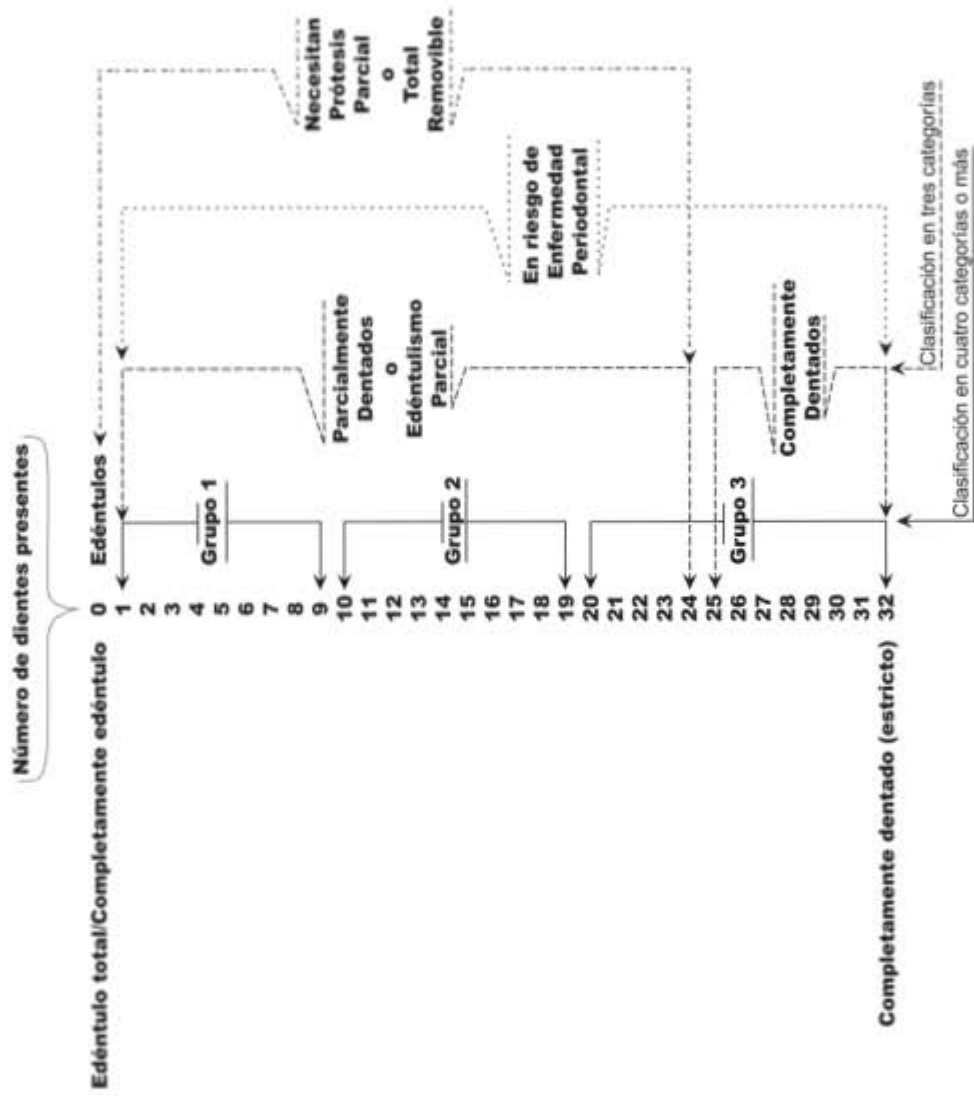 Número de dientes presentes
Edéntulo total/Completamente edéntulo
0
1
2
3
4
5
6
7
8
9
10
11
12
13
14
15
16
17
18
19
20
21
22
23
24
25
26
27
28
29
30
31
32
Completamente dentado (estricto)
Edéntulos
Grupo 1
Grupo 2
Grupo 3
Parcialmente
Dentados
o
Edéntulismo
Parcial
Completamente
Dentados
En riesgo de
Enfermedad
Periodontal
Necesitan
Prótesis
Parcial
o
Total
Removible
Clasificación en tres categorías
Clasificación en cuatro categorías o más